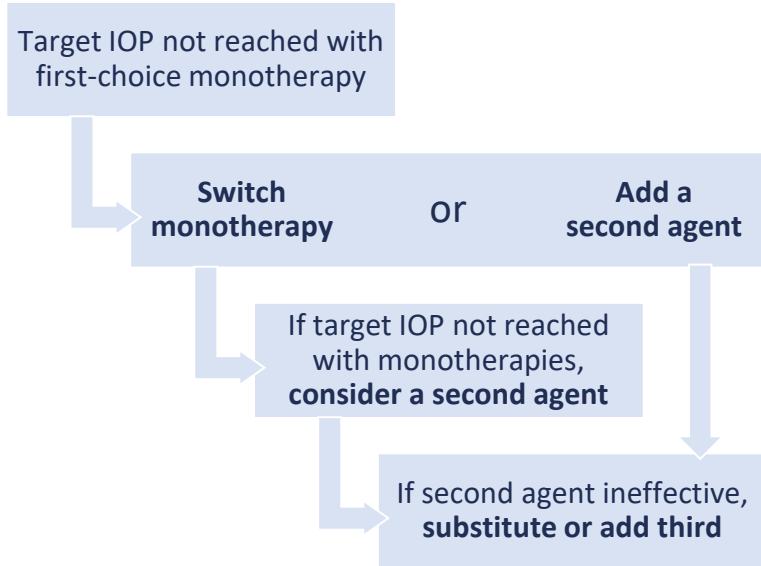 Target IOP not reached with
first-choice monotherapy
Switch
monotherapy
or
Add a
second agent
If target IOP not reached
with monotherapies,
consider a second agent
If second agent ineffective,
substitute or add third